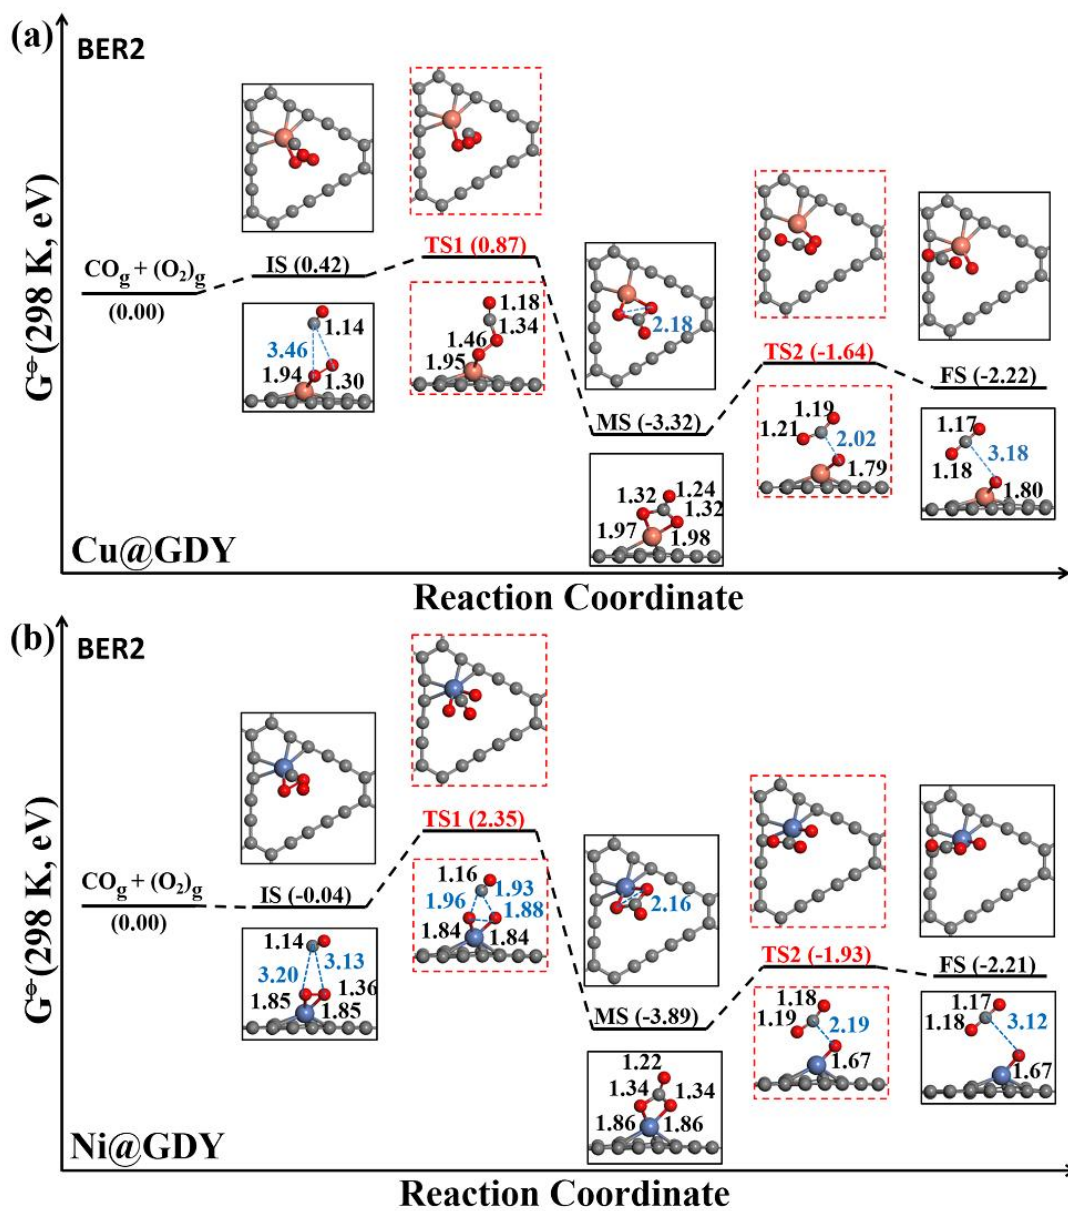 (a)
BER2
G^ϕ (298 K, eV)
CO_g + (O₂)_g
(0.00)
IS (0.42)
1.14
3.46
1.94
1.30
TS1 (0.87)
1.18
1.34
1.46
1.95
2.18
MS (-3.32)
1.32
1.24
1.32
1.97
1.98
TS2 (-1.64)
1.19
1.21
2.02
1.79
FS (-2.22)
1.17
3.18
1.18
1.80
Cu@GDY
Reaction Coordinate
(b)
BER2
G^ϕ (298 K, eV)
CO_g + (O₂)_g
(0.00)
IS (-0.04)
1.14
3.20
3.13
1.36
1.85
1.85
TS1 (2.35)
1.16
1.93
1.96
1.88
1.84
1.84
2.16
MS (-3.89)
1.22
1.34
1.34
1.86
1.86
TS2 (-1.93)
1.18
1.19
2.19
1.67
FS (-2.21)
1.17
1.18
3.12
1.67
Ni@GDY
Reaction Coordinate